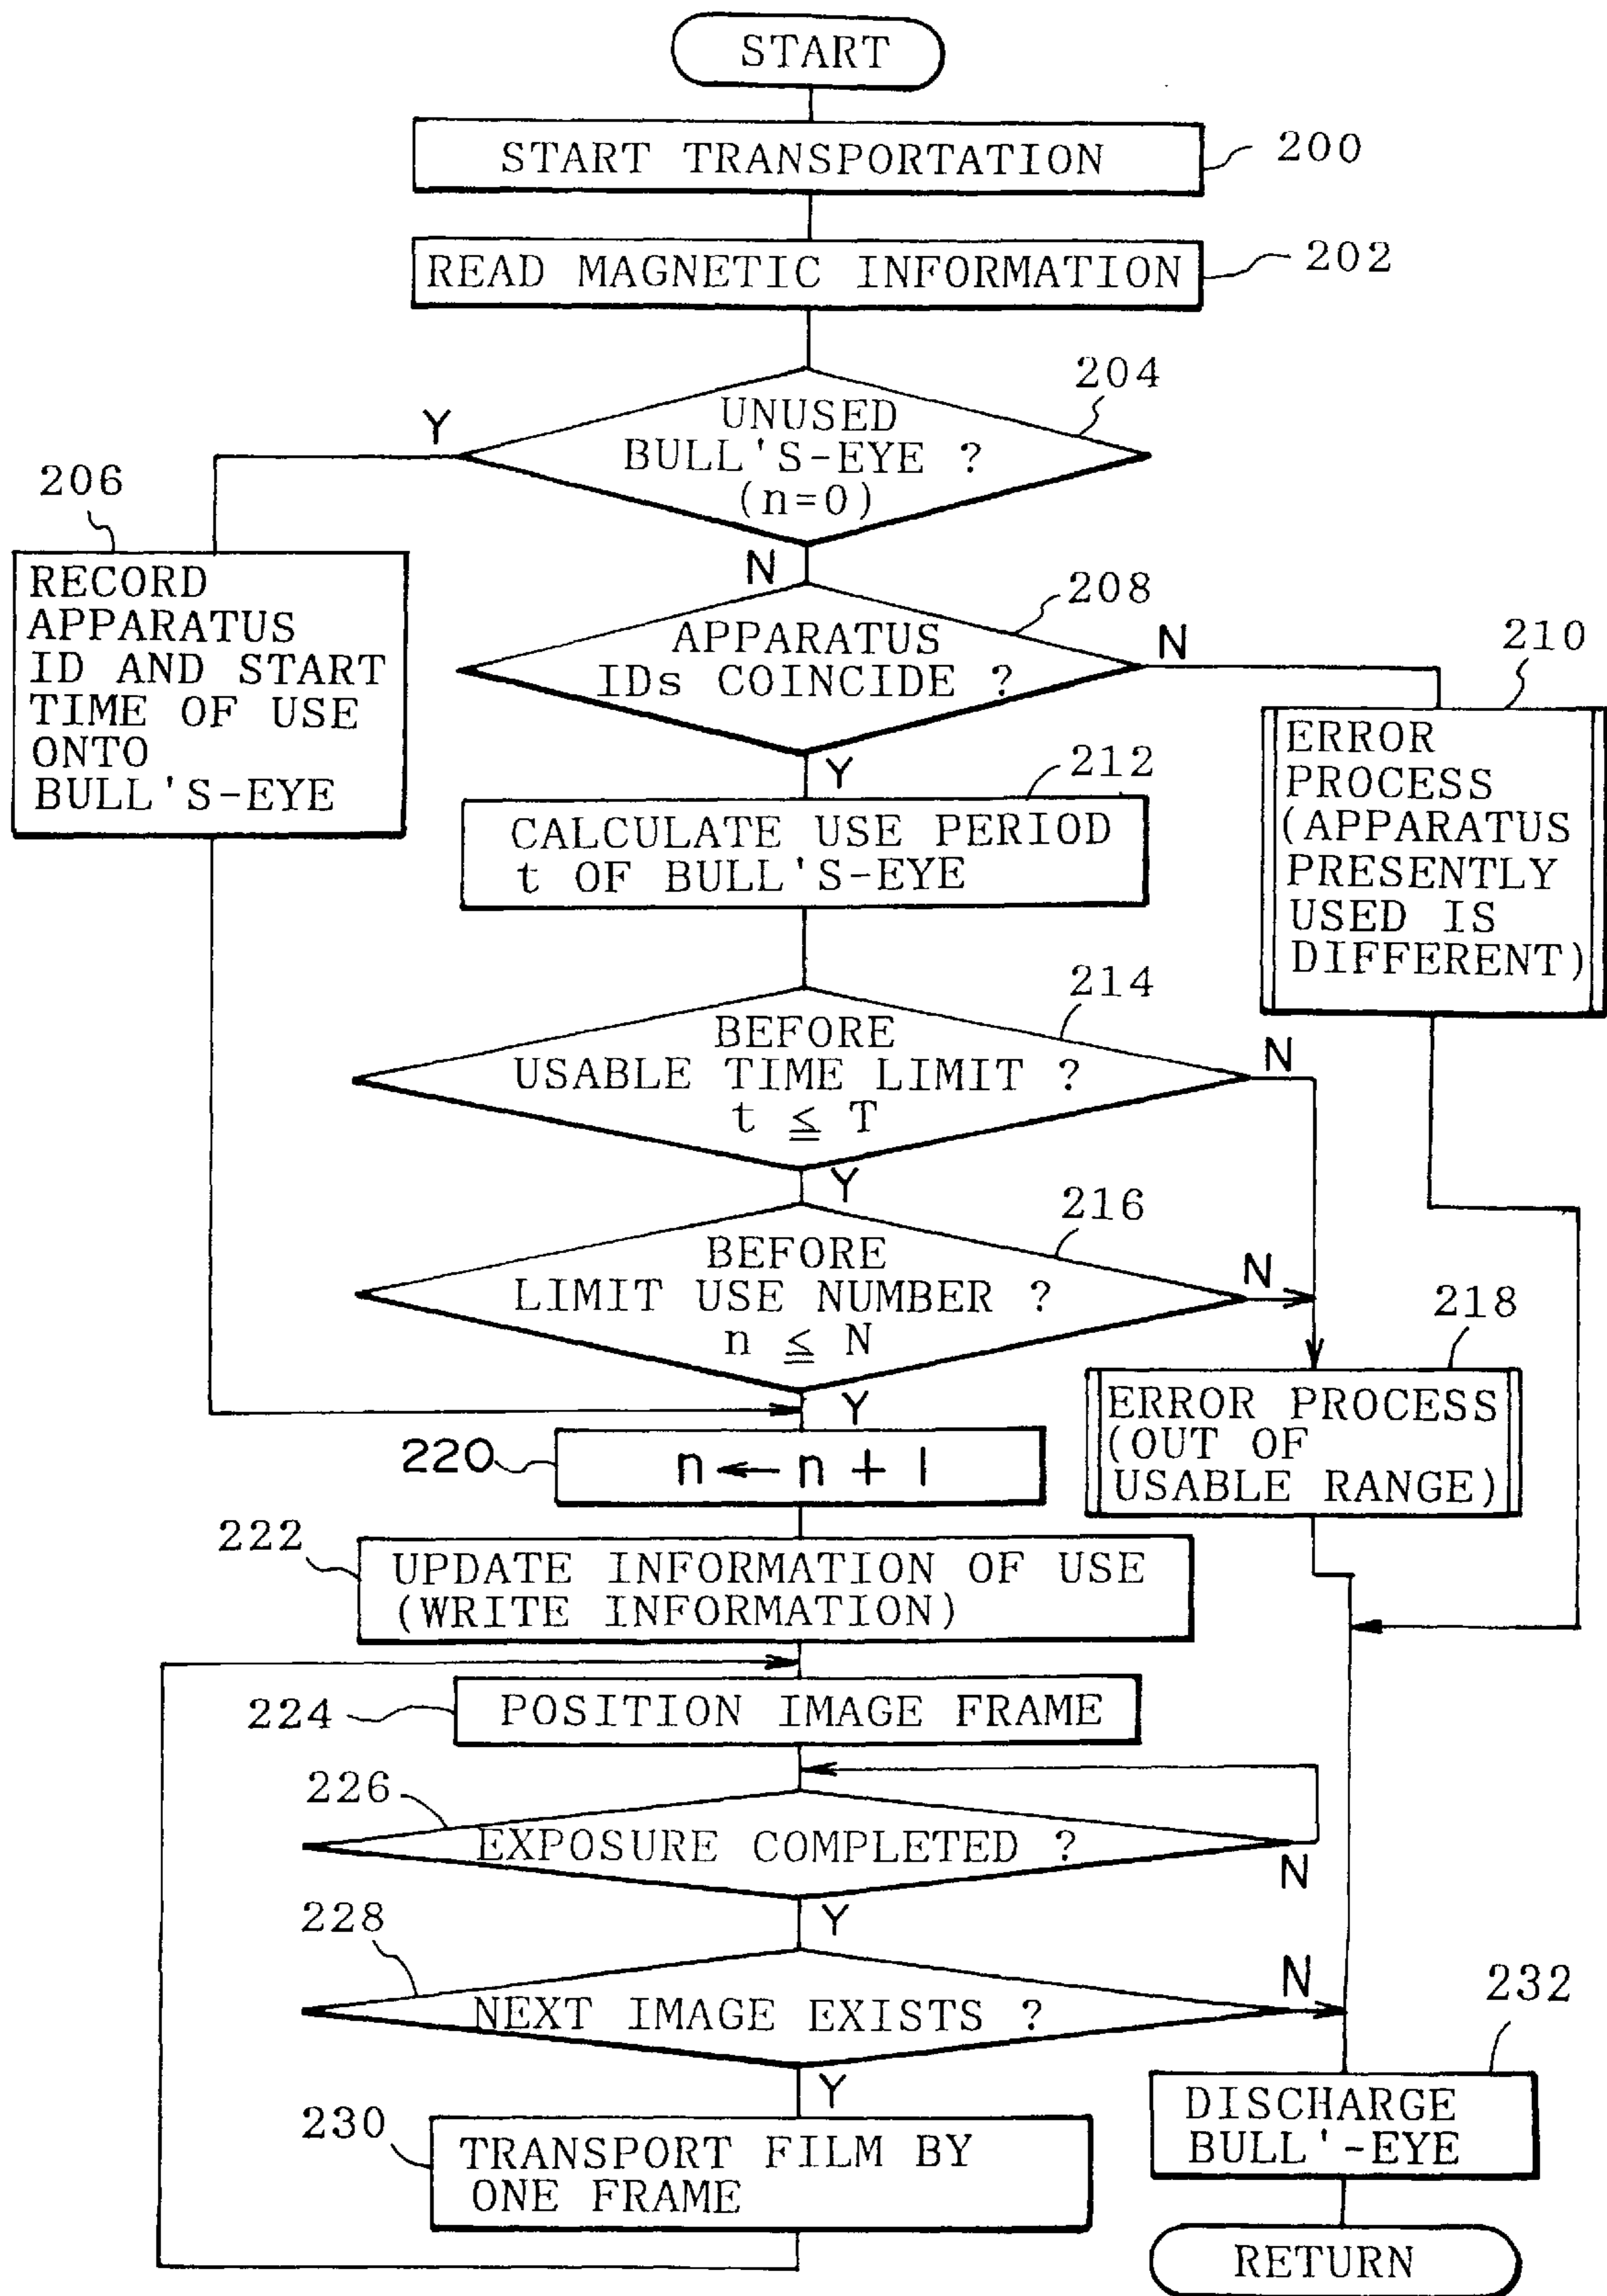 START
START TRANSPORTATION
200
READ MAGNETIC INFORMATION
202
204
UNUSED
BULL'S-EYE ?
(n=0)
Y
N
206
RECORD
APPARATUS
ID AND START
TIME OF USE
ONTO
BULL'S-EYE
208
APPARATUS
IDs COINCIDE ?
N
Y
210
ERROR
PROCESS
(APPARATUS
PRESENTLY
USED IS
DIFFERENT)
212
CALCULATE USE PERIOD
t OF BULL'S-EYE
214
BEFORE
USABLE TIME LIMIT ?
t ≦ T
N
Y
216
BEFORE
LIMIT USE NUMBER ?
n ≦ N
N
Y
218
ERROR PROCESS
(OUT OF
USABLE RANGE)
220
n ← n + 1
222
UPDATE INFORMATION OF USE
(WRITE INFORMATION)
224
POSITION IMAGE FRAME
226
EXPOSURE COMPLETED ?
N
Y
228
NEXT IMAGE EXISTS ?
N
Y
230
TRANSPORT FILM BY
ONE FRAME
232
DISCHARGE
BULL'-EYE
RETURN